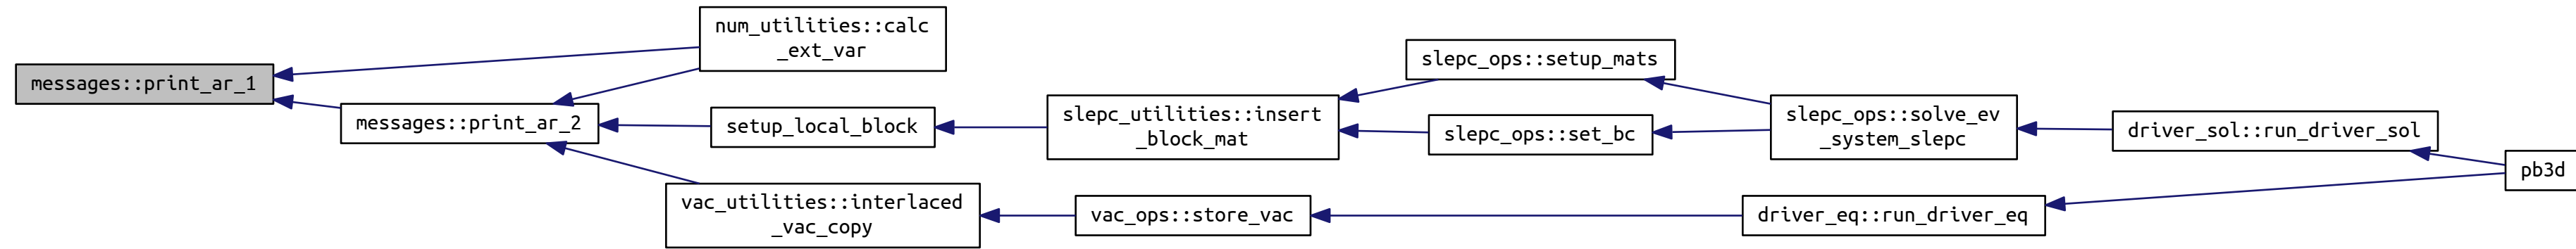 messages::print_ar_1
num_utilities::calc
_ext_var
messages::print_ar_2
setup_local_block
vac_utilities::interlaced
_vac_copy
slepc_utilities::insert
_block_mat
vac_ops::store_vac
slepc_ops::setup_mats
slepc_ops::set_bc
slepc_ops::solve_ev
_system_slepc
driver_eq::run_driver_eq
driver_sol::run_driver_sol
pb3d